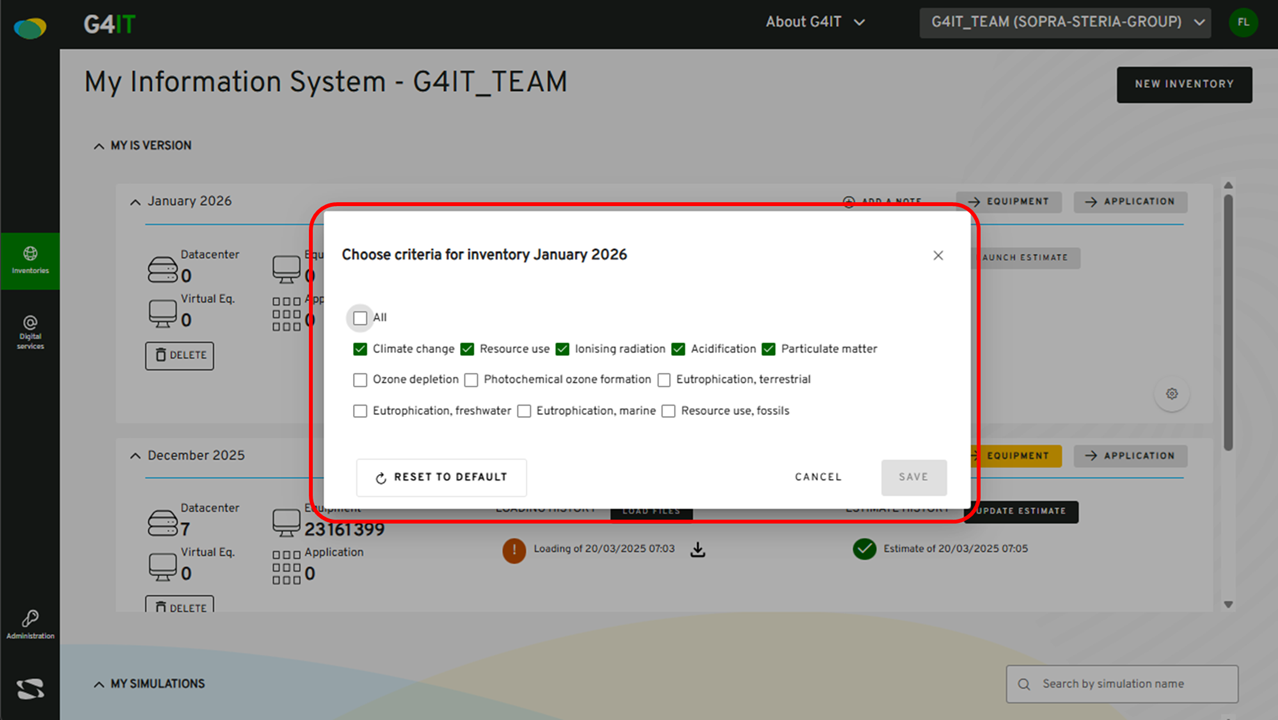 G4IT
About G4IT
G4IT_TEAM (SOPRA-STERIA-GROUP)
FL
My Information System - G4IT_TEAM
NEW INVENTORY
MY IS VERSION
January 2026
ADD A NOTE
EQUIPMENT
APPLICATION
Datacenter
0
Equ
0
Virtual Eq.
0
App
0
DELETE
LAUNCH ESTIMATE
Inventories
Digital services
Choose criteria for inventory January 2026
All
Climate change Resource use Ionising radiation Acidification Particulate matter
Ozone depletion Photochemical ozone formation Eutrophication, terrestrial
Eutrophication, freshwater Eutrophication, marine Resource use, fossils
RESET TO DEFAULT
CANCEL
SAVE
December 2025
EQUIPMENT
APPLICATION
Datacenter
7
Equipment
23161399
Virtual Eq.
0
Application
0
DELETE
LOADING HISTORY
LOAD FILES
ESTIMATE HISTORY
UPDATE ESTIMATE
Loading of 20/03/2025 07:03
Estimate of 20/03/2025 07:05
Administration
MY SIMULATIONS
Search by simulation name